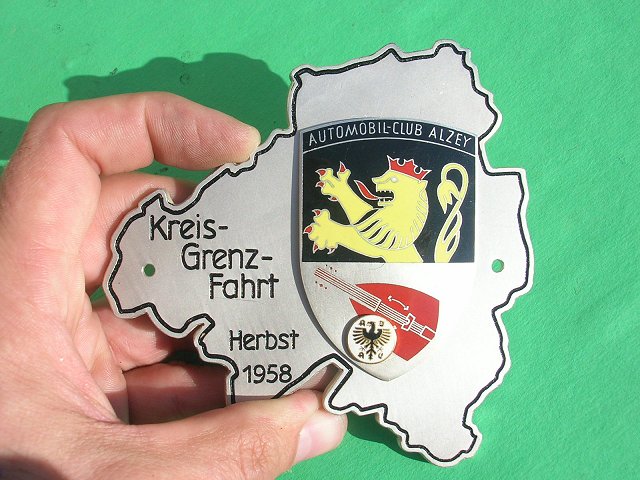 AUTOMOBIL-CLUB ALZEY
Kreis-
Grenz-
Fahrt
Herbst
1958